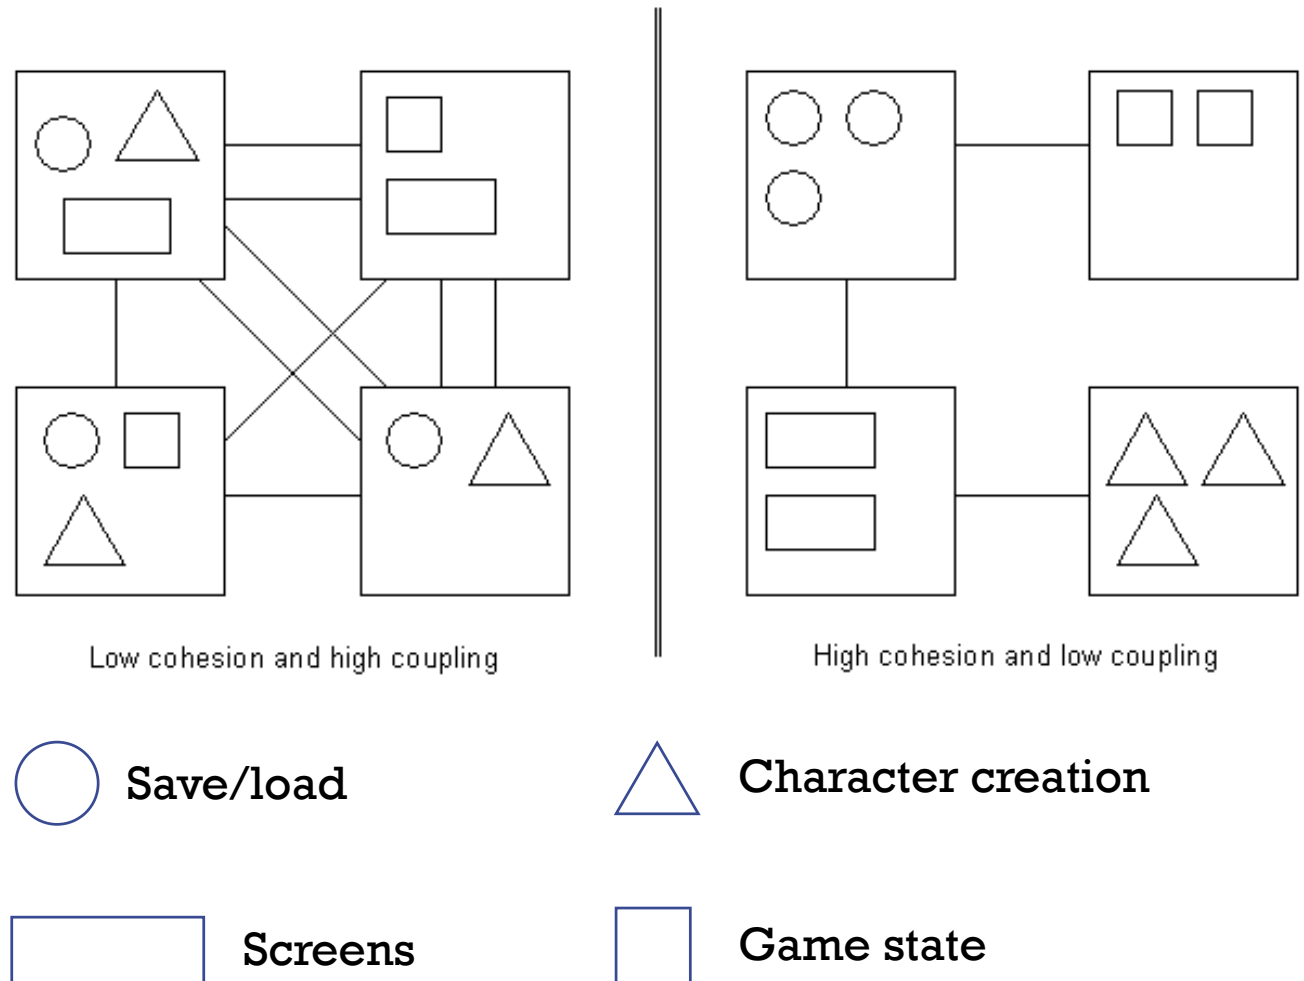 Low cohesion and high coupling
High cohesion and low coupling
Save/load
Character creation
Screens
Game state